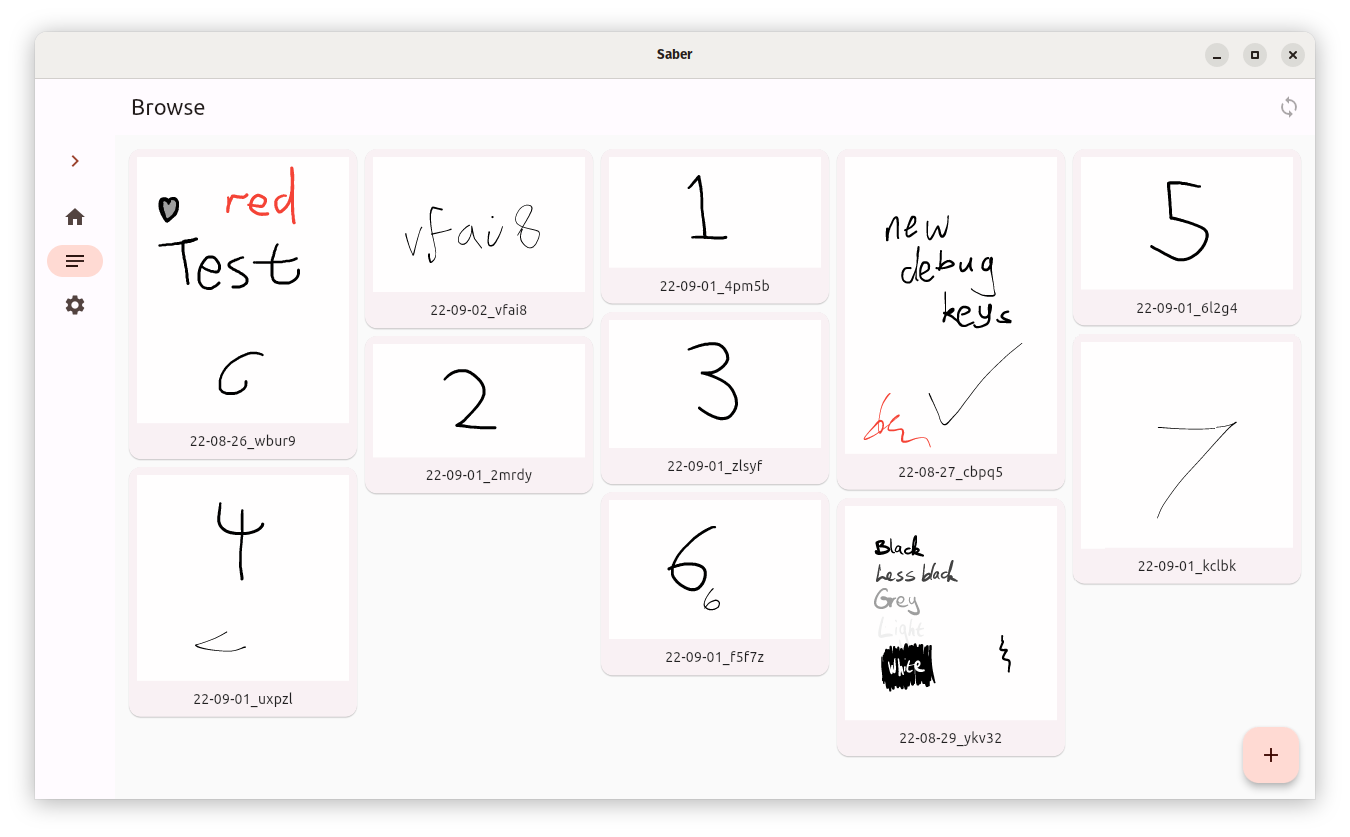 Saber
Browse
red
Test
22-08-26_wbur9
vfai8
22-09-02_vfai8
1
22-09-01_4pm5b
new
debug
keys
22-08-27_cbpq5
5
22-09-01_6l2g4
2
22-09-01_2mrdy
3
22-09-01_zlsyf
7
22-09-01_kclbk
4
22-09-01_uxpzl
6
6
22-09-01_f5f7z
Black
Less black
Grey
Light
White
22-08-29_ykv32